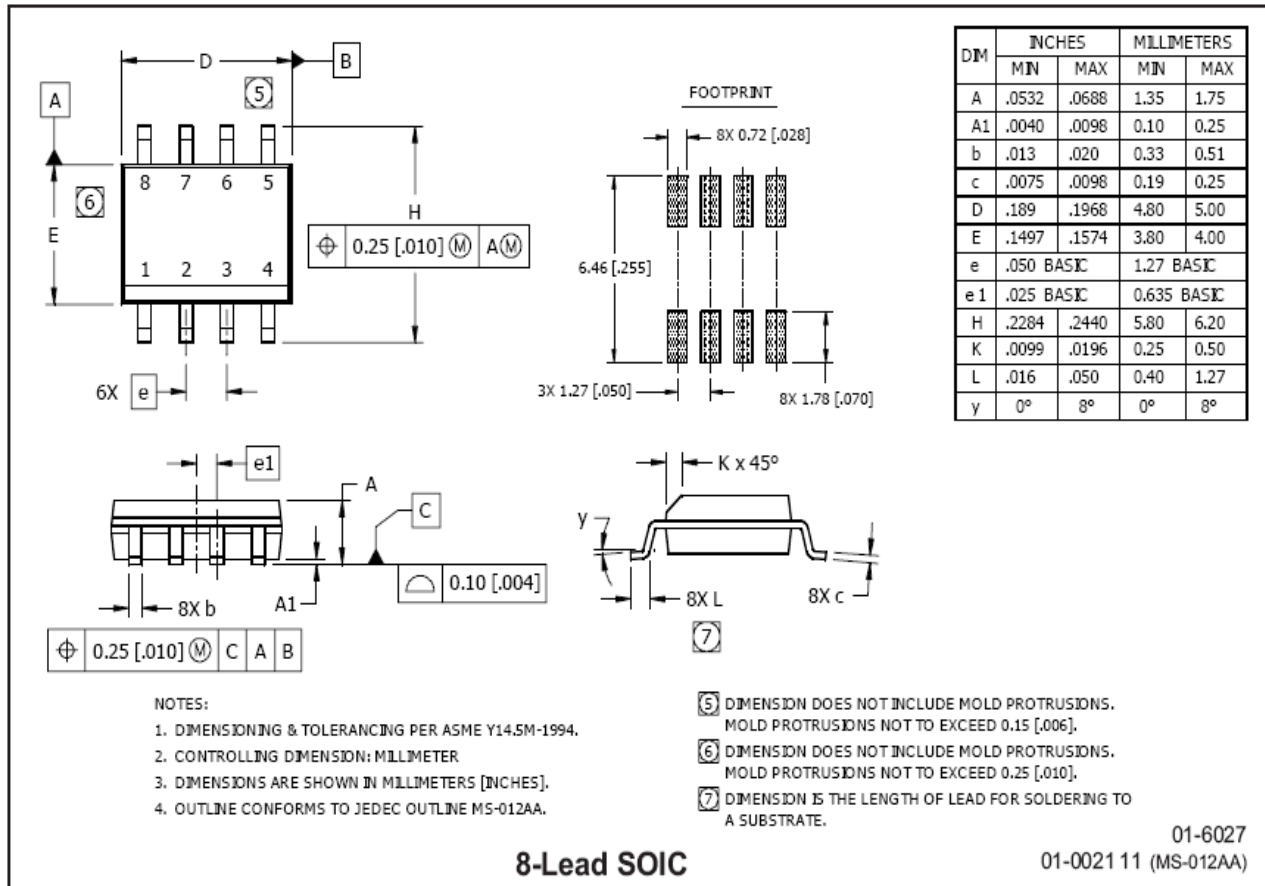 D
B
5
A
8 7 6 5
6
E
H
⌖ 0.25 [.010] Ⓜ AⓂ
1 2 3 4
6X e
FOOTPRINT
8X 0.72 [.028]
6.46 [.255]
3X 1.27 [.050]
8X 1.78 [.070]
DIM INCHES MILLIMETERS
MIN MAX MIN MAX
A .0532 .0688 1.35 1.75
A1 .0040 .0098 0.10 0.25
b .013 .020 0.33 0.51
c .0075 .0098 0.19 0.25
D .189 .1968 4.80 5.00
E .1497 .1574 3.80 4.00
e .050 BASIC 1.27 BASIC
e1 .025 BASIC 0.635 BASIC
H .2284 .2440 5.80 6.20
K .0099 .0196 0.25 0.50
L .016 .050 0.40 1.27
y 0° 8° 0° 8°
e1
A
C
0.10 [.004]
8X b
A1
⌖ 0.25 [.010] Ⓜ C A B
K x 45°
y
8X L
8X c
7
NOTES:
1. DIMENSIONING & TOLERANCING PER ASME Y14.5M-1994.
2. CONTROLLING DIMENSION: MILLIMETER
3. DIMENSIONS ARE SHOWN IN MILLIMETERS [INCHES].
4. OUTLINE CONFORMS TO JEDEC OUTLINE MS-012AA.
5 DIMENSION DOES NOT INCLUDE MOLD PROTRUSIONS.
MOLD PROTRUSIONS NOT TO EXCEED 0.15 [.006].
6 DIMENSION DOES NOT INCLUDE MOLD PROTRUSIONS.
MOLD PROTRUSIONS NOT TO EXCEED 0.25 [.010].
7 DIMENSION IS THE LENGTH OF LEAD FOR SOLDERING TO
A SUBSTRATE.
8-Lead SOIC
01-6027
01-0021 11 (MS-012AA)